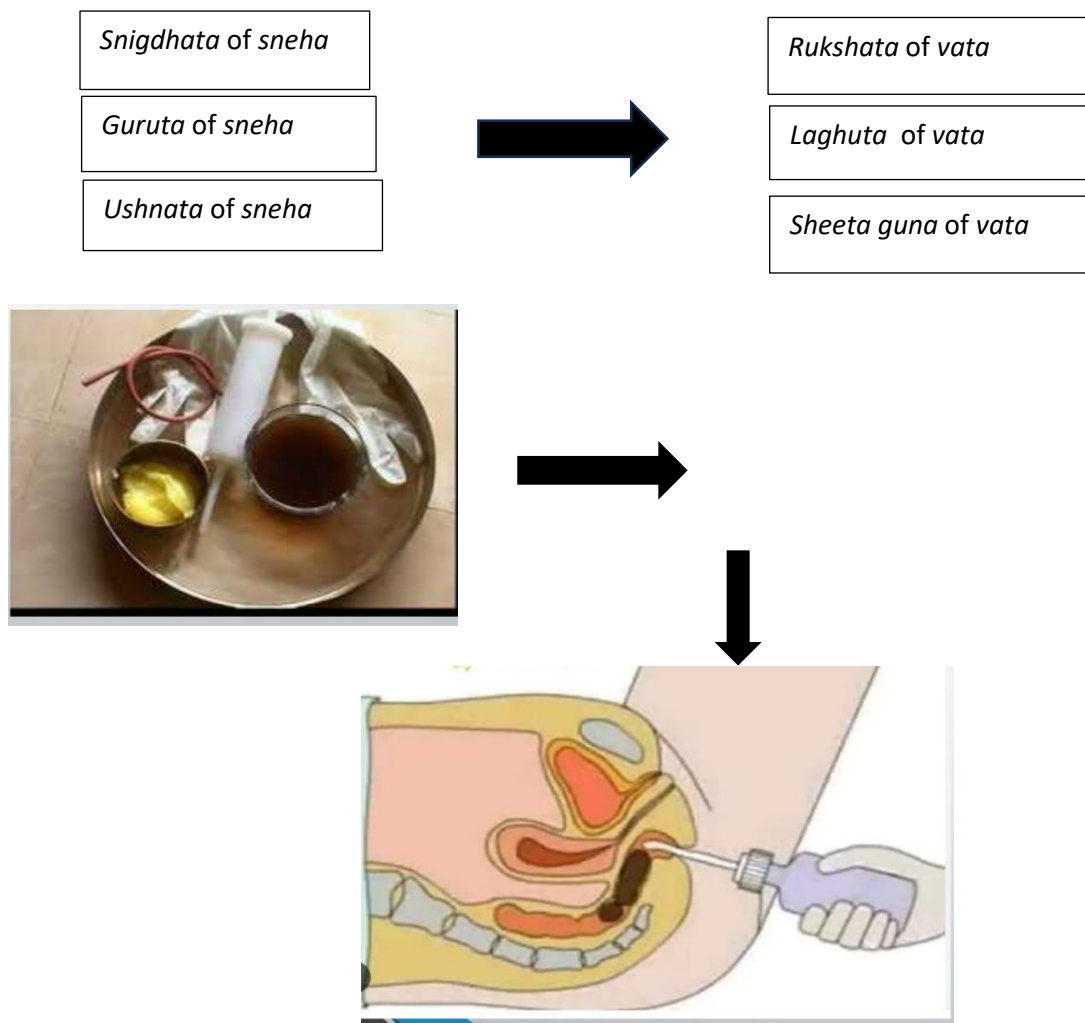 Snigdhata of sneha
Guruta of sneha
Ushnata of sneha
Rukshata of vata
Laghuta of vata
Sheeta guna of vata